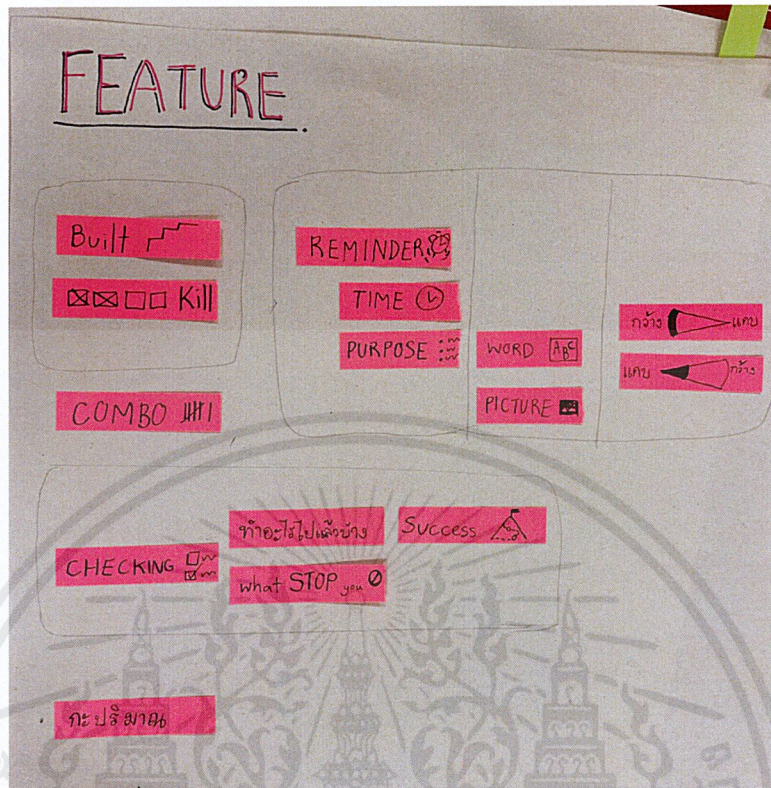 FEATURE.
Built
Kill
COMBO
REMINDER
TIME
PURPOSE
WORD ABC
PICTURE
กว้าง แคบ
แคบ กว้าง
CHECKING
ทำอะไรไปแล้วบ้าง
Success
what STOP you
กะปริมาณ